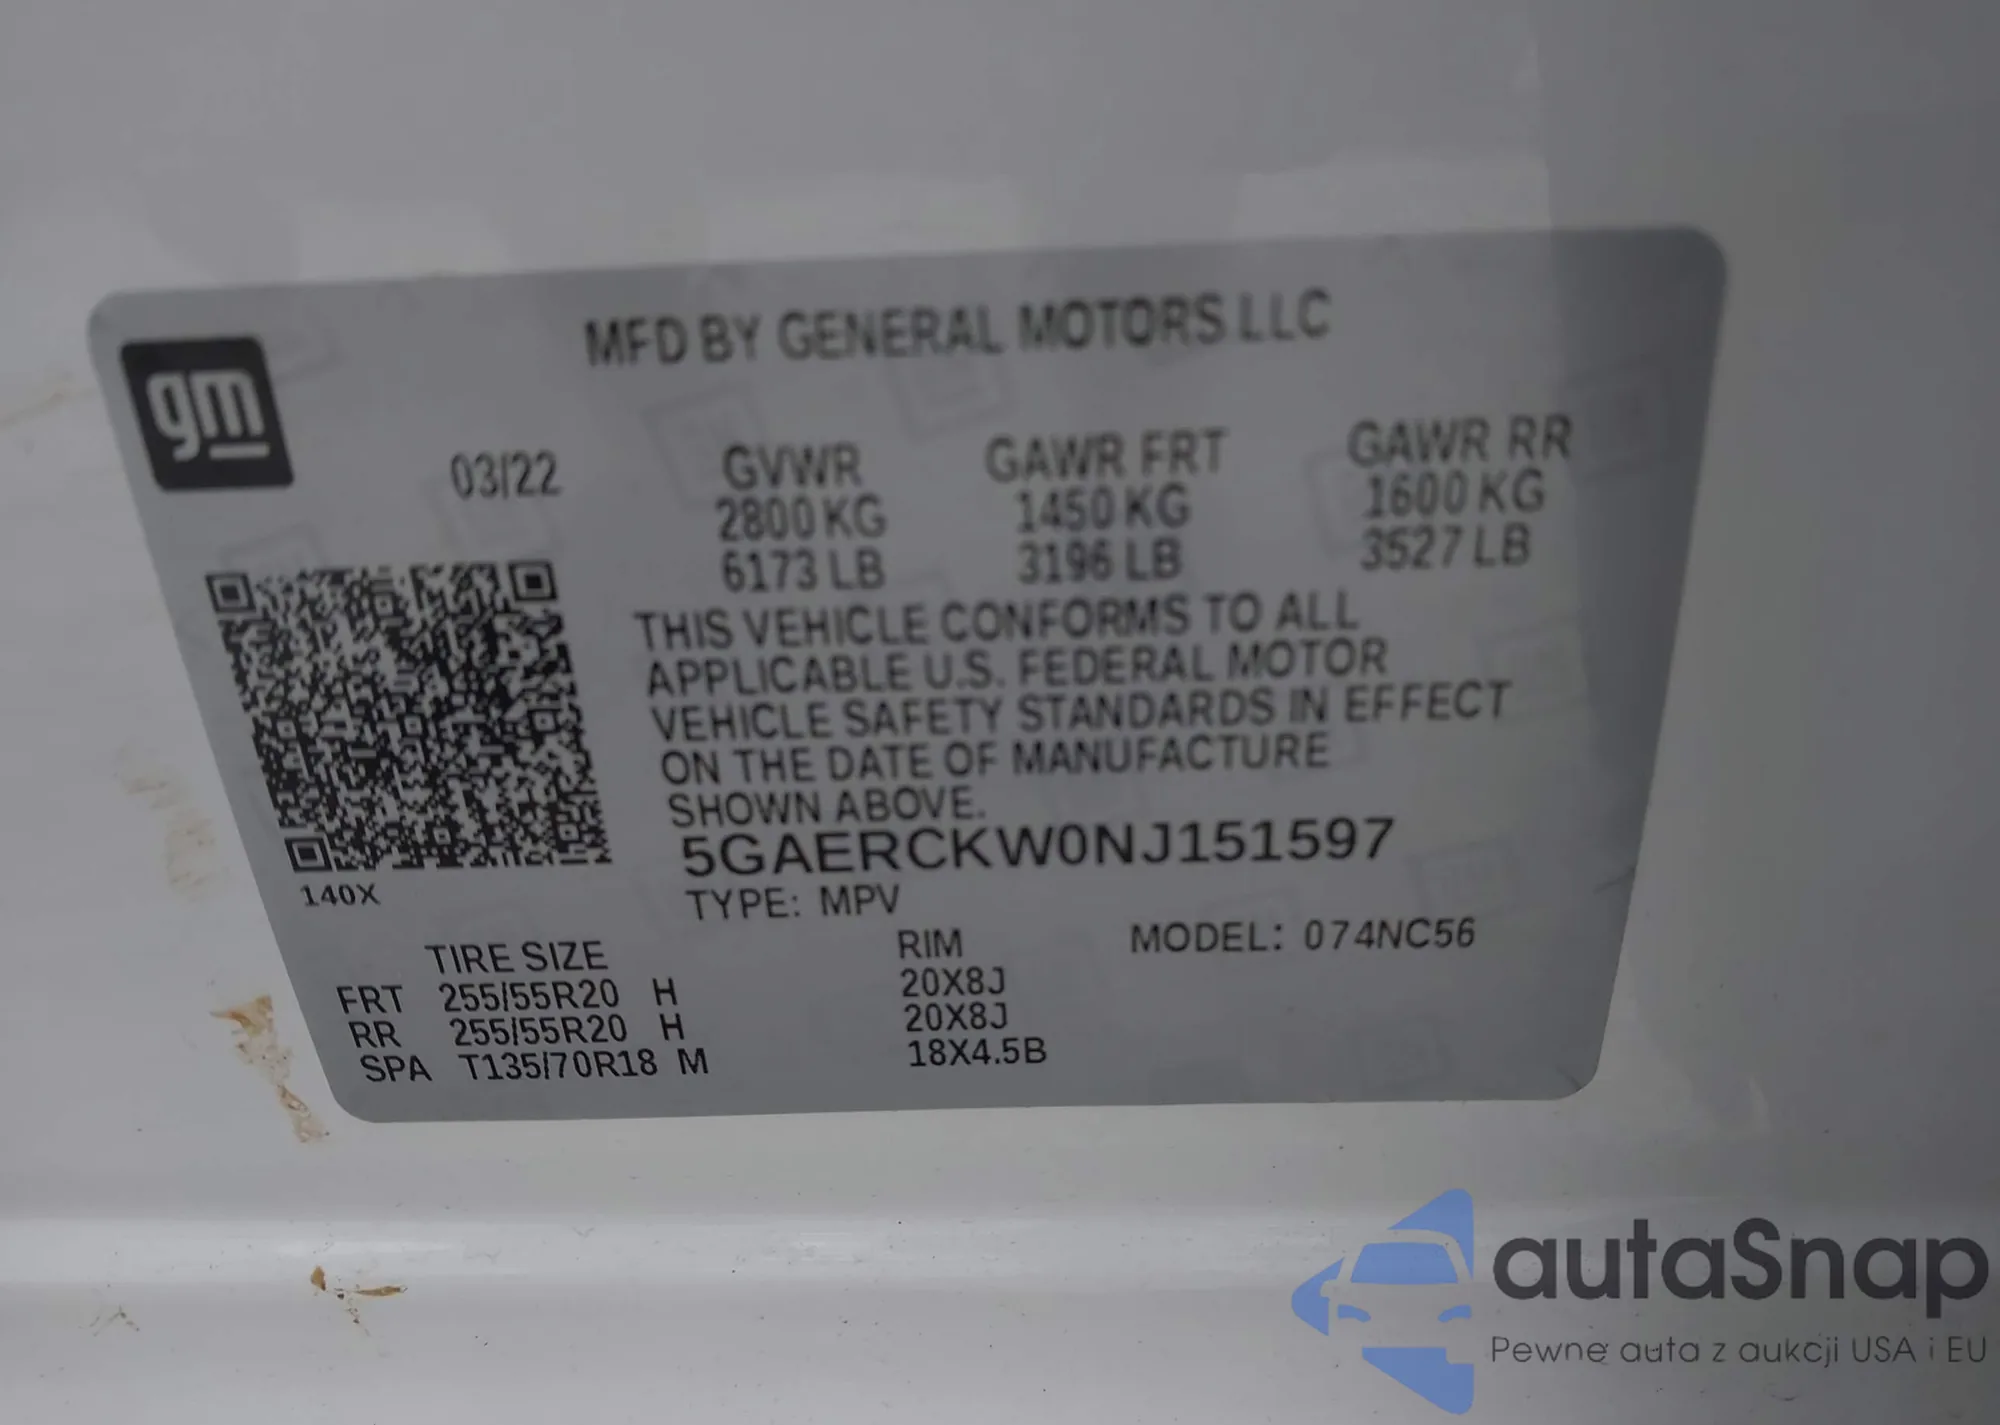 gm
MFD BY GENERAL MOTORS LLC
03/22 GVWR GAWR FRT GAWR RR
2800 KG 1450 KG 1600 KG
6173 LB 3196 LB 3527 LB
THIS VEHICLE CONFORMS TO ALL
APPLICABLE U.S. FEDERAL MOTOR
VEHICLE SAFETY STANDARDS IN EFFECT
ON THE DATE OF MANUFACTURE
SHOWN ABOVE.
5GAERCKW0NJ151597
140X
TYPE: MPV
TIRE SIZE RIM MODEL: 074NC56
FRT 255/55R20 H 20X8J
RR 255/55R20 H 20X8J
SPA T135/70R18 M 18X4.5B
autaSnap
Pewne auta z aukcji USA i EU